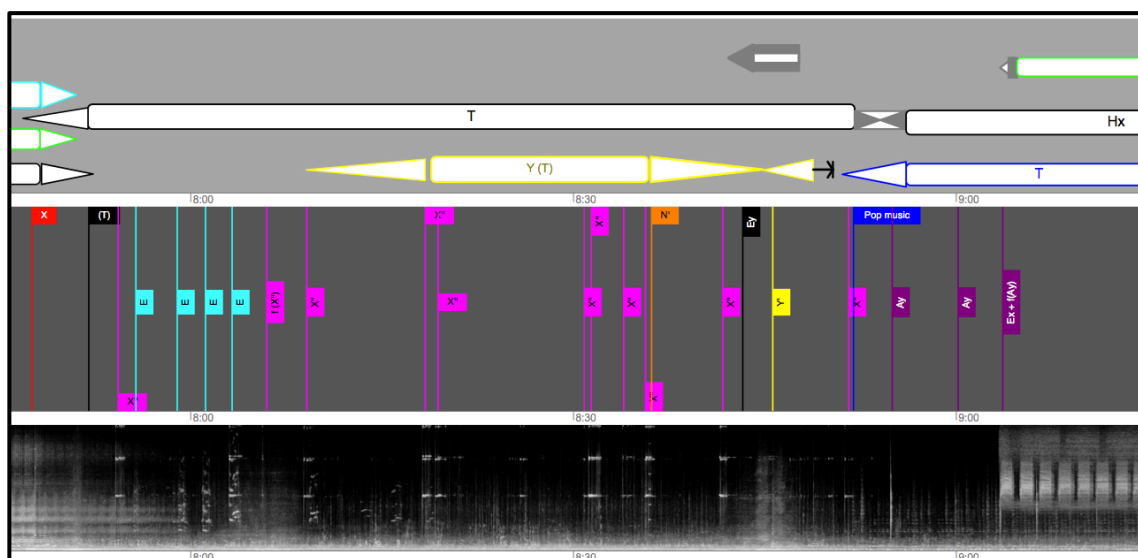 T
Hx
Y (T)
T
8:00
8:30
9:00
X
(T)
X"
N'
Pop music
X"
Ey
E
E
E
E
f (X")
X"
X"
X"
X"
X"
Y'
X"
Ay
Ay
Ex + f(Ay)
X"
8:00
8:30
9:00
8:00
8:30
9:00